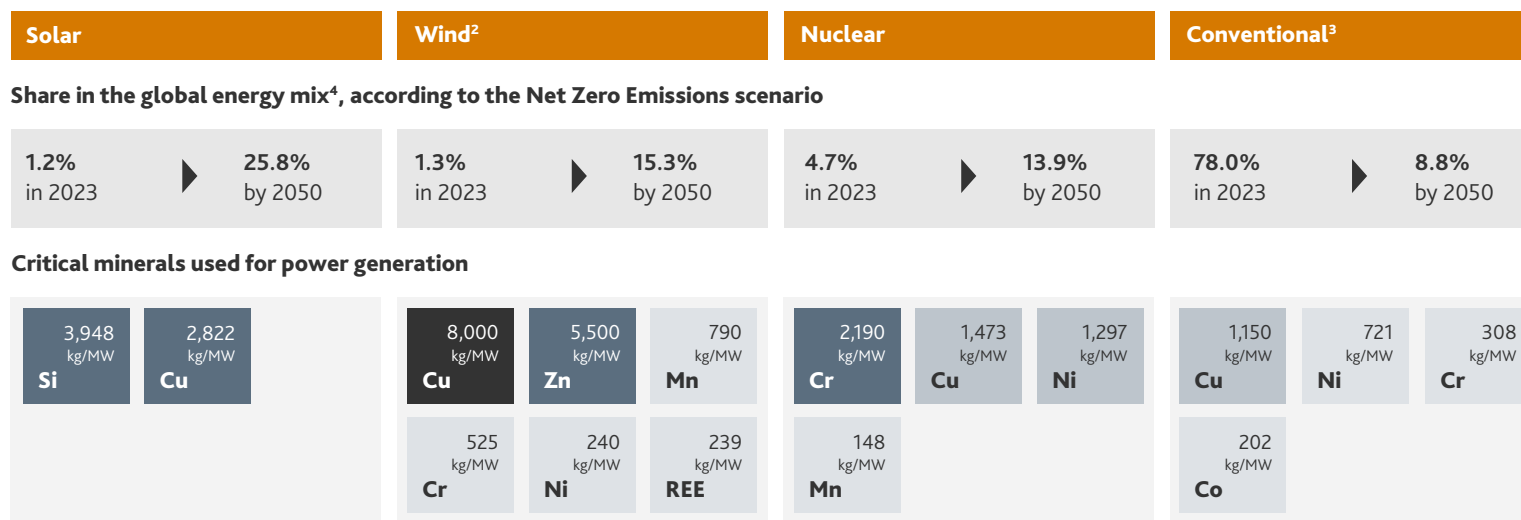 Solar
Wind²
Nuclear
Conventional³
Share in the global energy mix⁴, according to the Net Zero Emissions scenario
1.2%
in 2023
25.8%
by 2050
1.3%
in 2023
15.3%
by 2050
4.7%
in 2023
13.9%
by 2050
78.0%
in 2023
8.8%
by 2050
Critical minerals used for power generation
3,948
kg/MW
Si
2,822
kg/MW
Cu
8,000
kg/MW
Cu
5,500
kg/MW
Zn
790
kg/MW
Mn
525
kg/MW
Cr
240
kg/MW
Ni
239
kg/MW
REE
2,190
kg/MW
Cr
1,473
kg/MW
Cu
1,297
kg/MW
Ni
148
kg/MW
Mn
1,150
kg/MW
Cu
721
kg/MW
Ni
308
kg/MW
Cr
202
kg/MW
Co